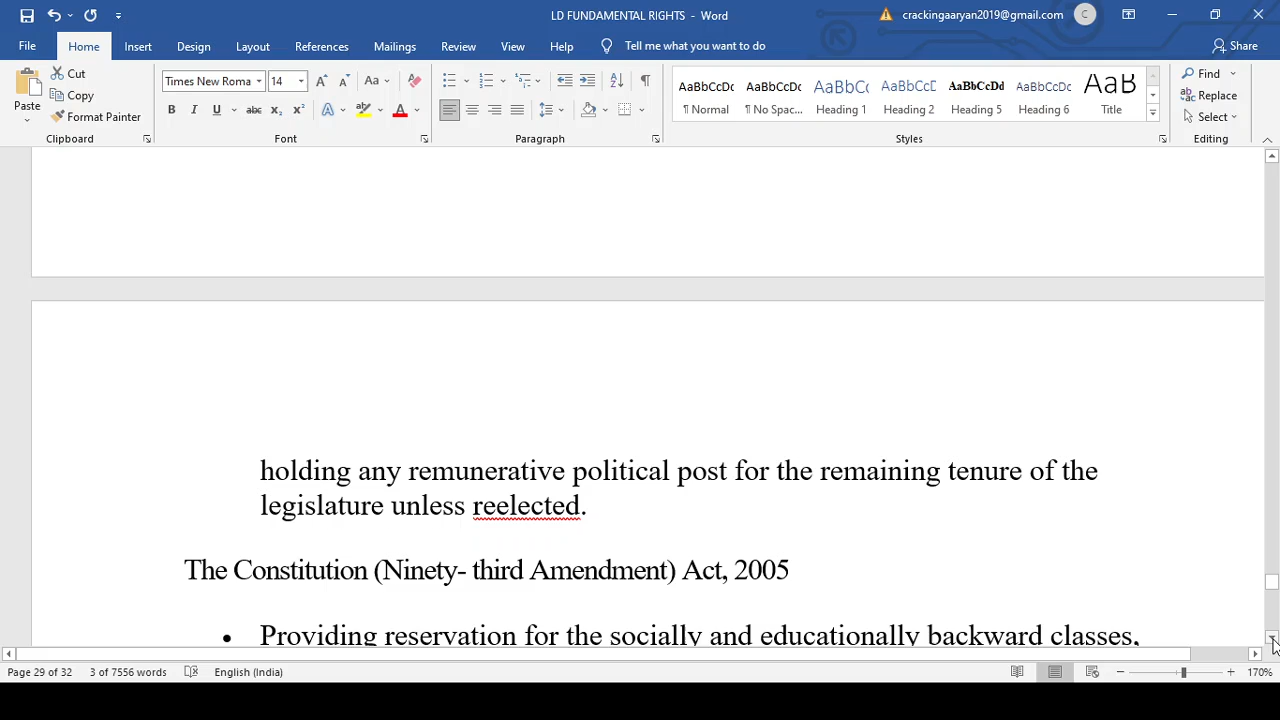 LD FUNDAMENTAL RIGHTS - Word
crackingaaryan2019@gmail.com
C
File
Home
Insert
Design
Layout
References
Mailings
Review
View
Help
Tell me what you want to do
Share
Paste
Cut
Copy
Format Painter
Clipboard
Times New Roma
14
Font
Paragraph
AaBbCcDc
¶ Normal
AaBbCcDc
¶ No Spac...
AaBbC
Heading 1
AaBbCcD
Heading 2
AaBbCcDd
Heading 5
AaBbCcDc
Heading 6
AaB
Title
Styles
Find
Replace
Select
Editing
holding any remunerative political post for the remaining tenure of the
legislature unless reelected.
The Constitution (Ninety- third Amendment) Act, 2005
• Providing reservation for the socially and educationally backward classes,
Page 29 of 32
3 of 7556 words
English (India)
170%